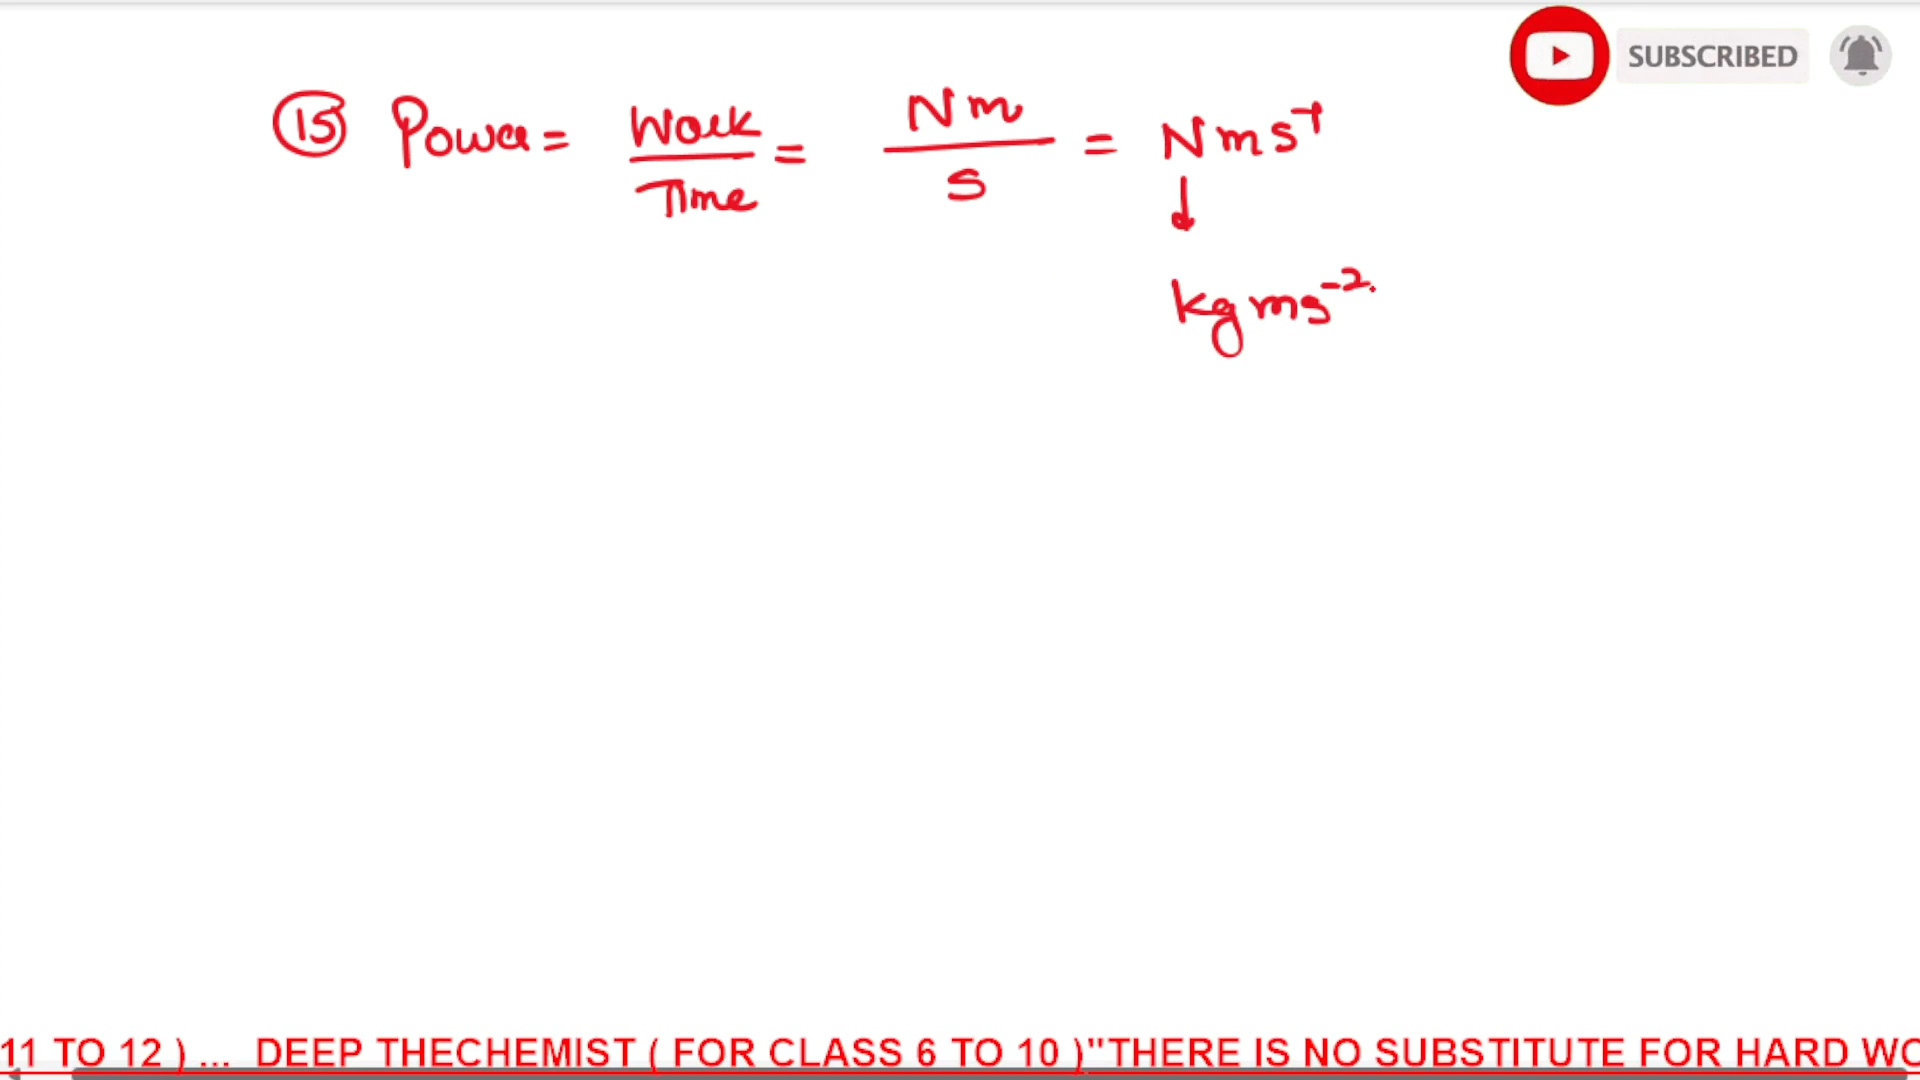 SUBSCRIBED
15 Power = Work / Time = Nm / s = Nms⁻¹
↓
kgms⁻².
11 TO 12 ) ... DEEP THECHEMIST ( FOR CLASS 6 TO 10 )"THERE IS NO SUBSTITUTE FOR HARD WO